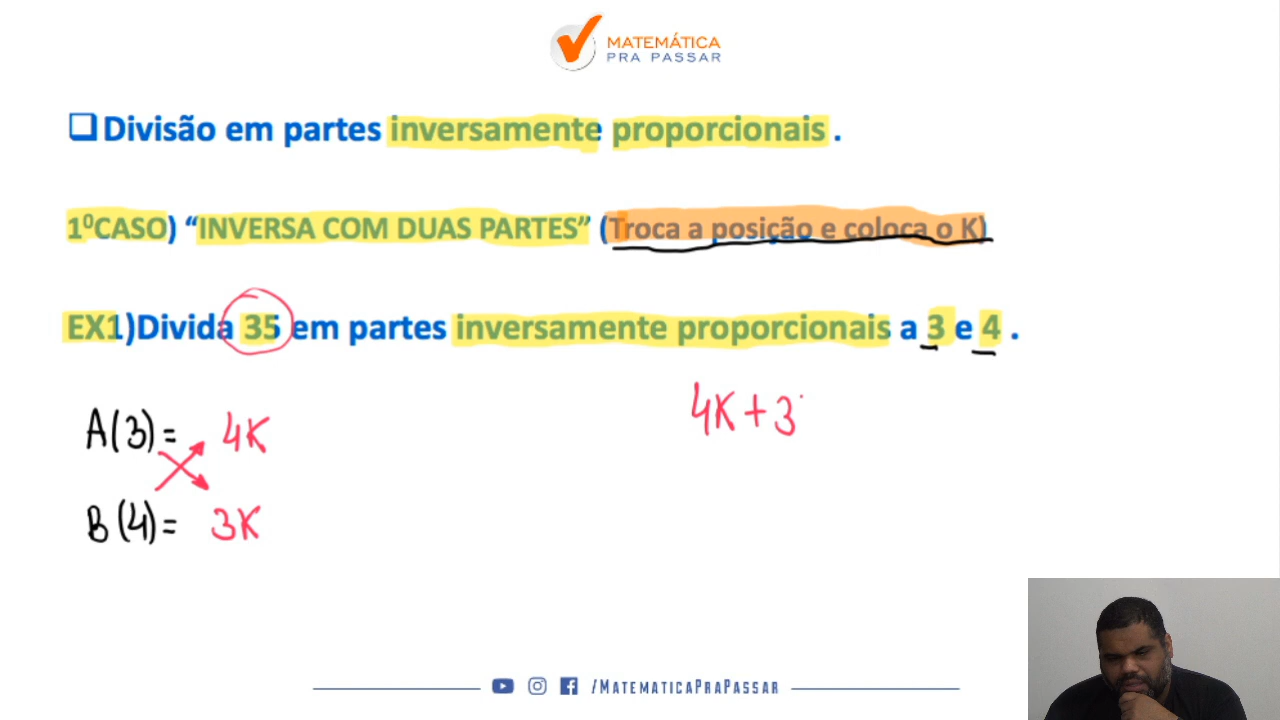 MATEMÁTICA
PRA PASSAR
Divisão em partes inversamente proporcionais .
1ºCASO) “INVERSA COM DUAS PARTES” (Troca a posição e coloca o K)
EX1)Divida 35 em partes inversamente proporcionais a 3 e 4 .
A(3)= 4K
4K+3
B(4)= 3K
/MATEMATICAPRAPASSAR